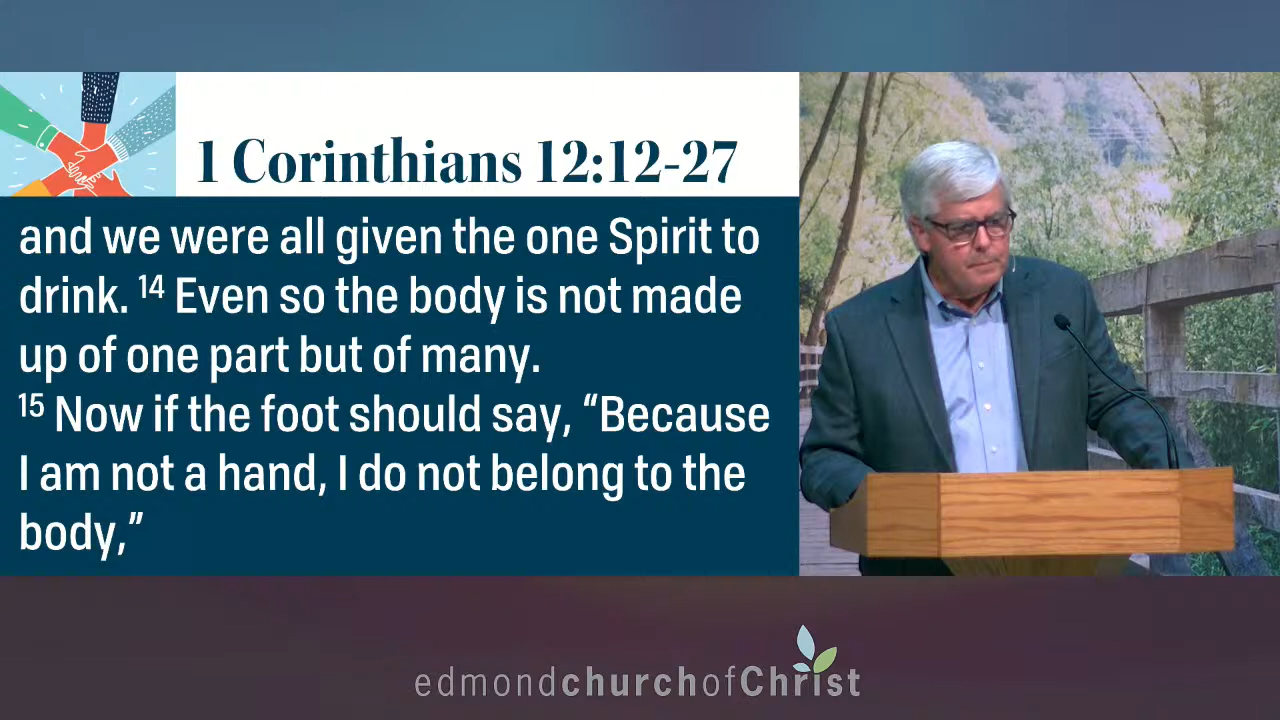 1 Corinthians 12:12-27
and we were all given the one Spirit to
drink. 14 Even so the body is not made
up of one part but of many.
15 Now if the foot should say, “Because
I am not a hand, I do not belong to the
body,”
edmondchurchofChrist